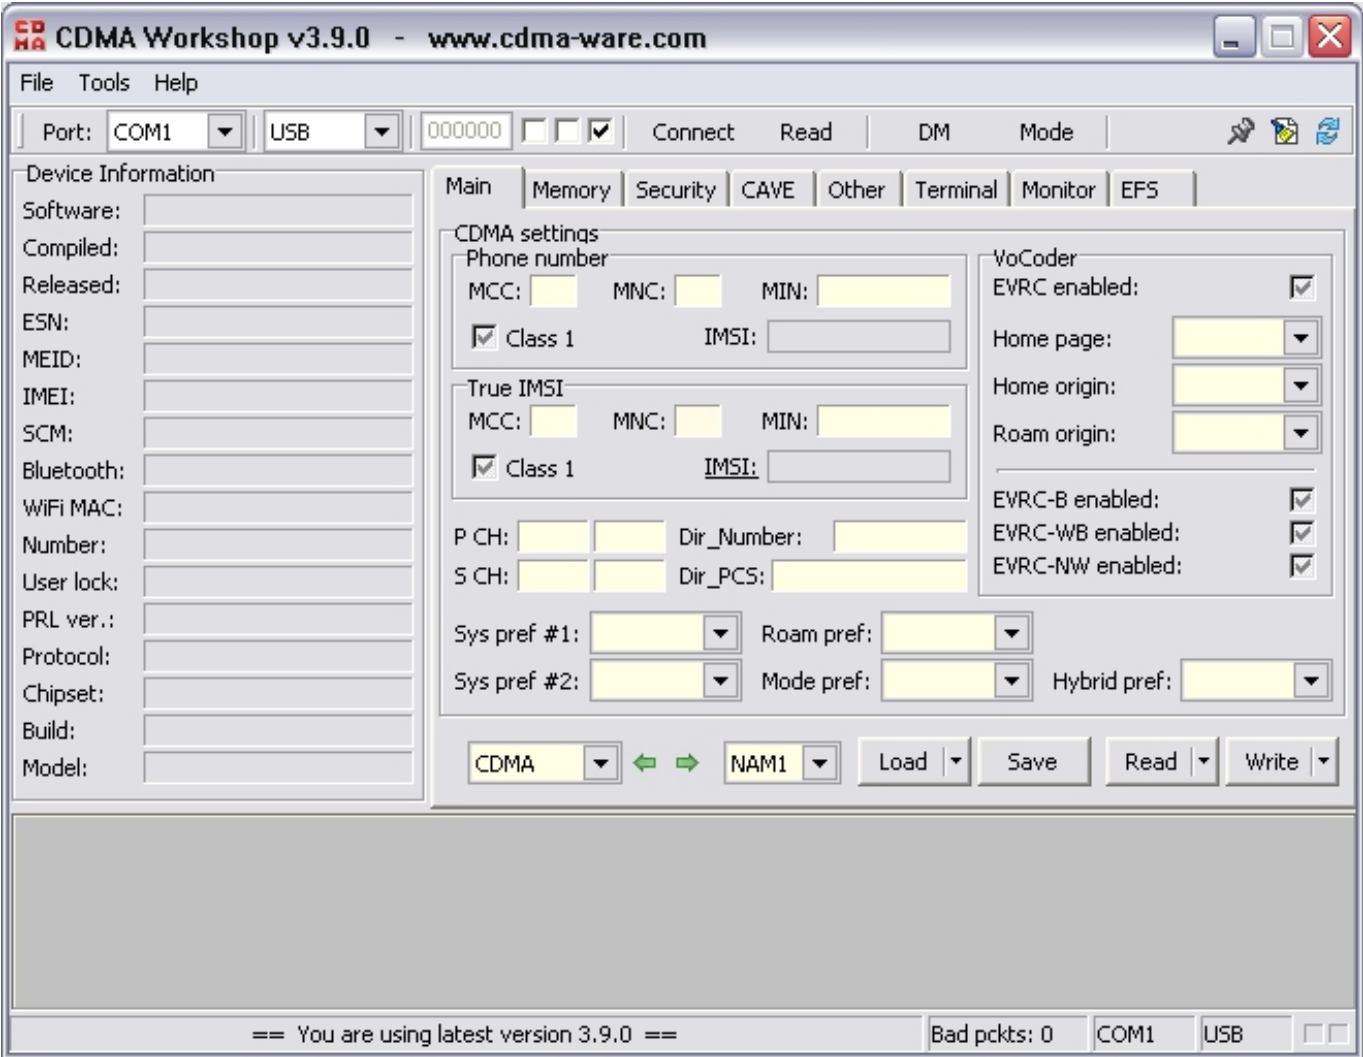 CD MA CDMA Workshop v3.9.0 - www.cdma-ware.com
File Tools Help
Port: COM1 USB 000000 Connect Read DM Mode
Device Information
Software:
Compiled:
Released:
ESN:
MEID:
IMEI:
SCM:
Bluetooth:
WiFi MAC:
Number:
User lock:
PRL ver.:
Protocol:
Chipset:
Build:
Model:
Main Memory Security CAVE Other Terminal Monitor EFS
CDMA settings
Phone number
MCC: MNC: MIN:
Class 1 IMSI:
True IMSI
MCC: MNC: MIN:
Class 1 IMSI:
P CH: Dir_Number:
S CH: Dir_PCS:
VoCoder
EVRC enabled:
Home page:
Home origin:
Roam origin:
EVRC-B enabled:
EVRC-WB enabled:
EVRC-NW enabled:
Sys pref #1: Roam pref:
Sys pref #2: Mode pref: Hybrid pref:
CDMA NAM1 Load Save Read Write
== You are using latest version 3.9.0 == Bad pckts: 0 COM1 USB